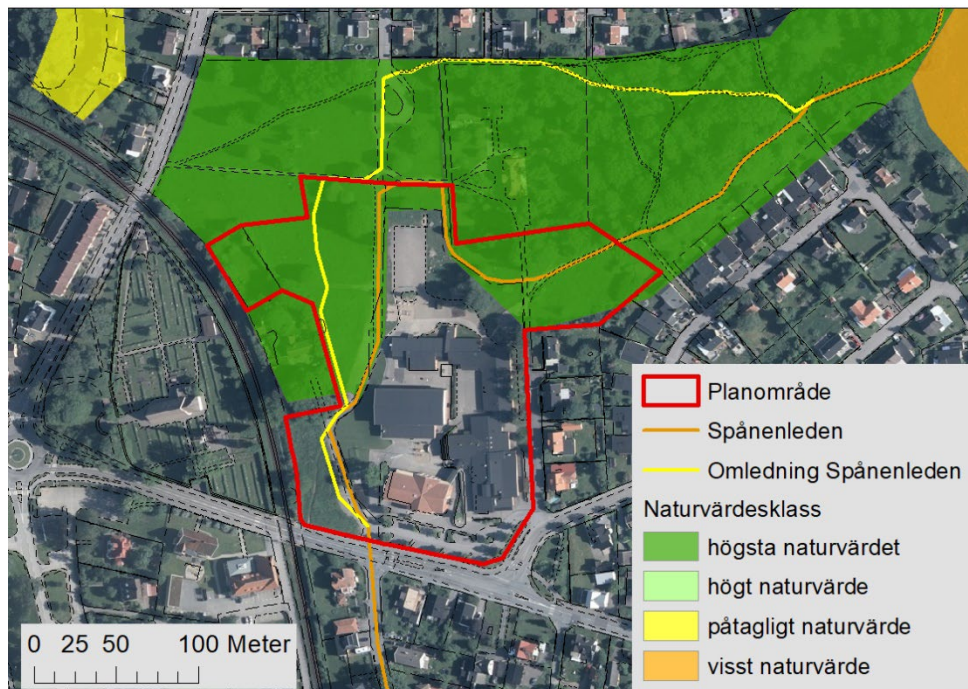 Planområde
Spånenleden
Omledning Spånenleden
Naturvärdesklass
högsta naturvärdet
högt naturvärde
påtagligt naturvärde
visst naturvärde
0 25 50 100 Meter